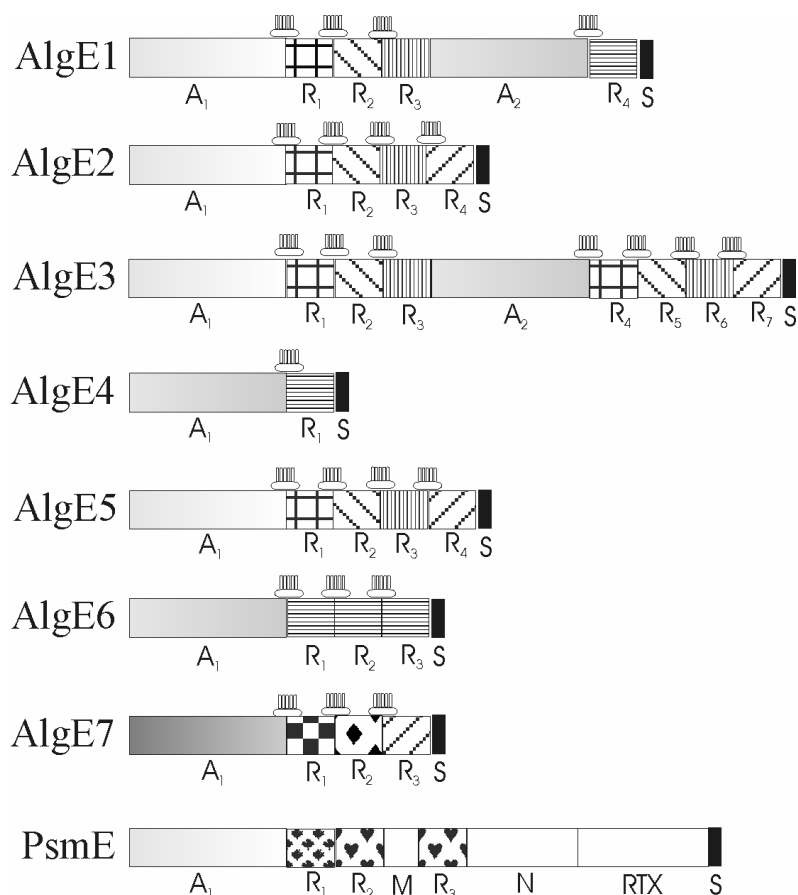 AlgE1
A₁ R₁ R₂ R₃ A₂ R₄ S
AlgE2
A₁ R₁ R₂ R₃ R₄ S
AlgE3
A₁ R₁ R₂ R₃ A₂ R₄ R₅ R₆ R₇ S
AlgE4
A₁ R₁ S
AlgE5
A₁ R₁ R₂ R₃ R₄ S
AlgE6
A₁ R₁ R₂ R₃ S
AlgE7
A₁ R₁ R₂ R₃ S
PsmE
A₁ R₁ R₂ M R₃ N RTX S